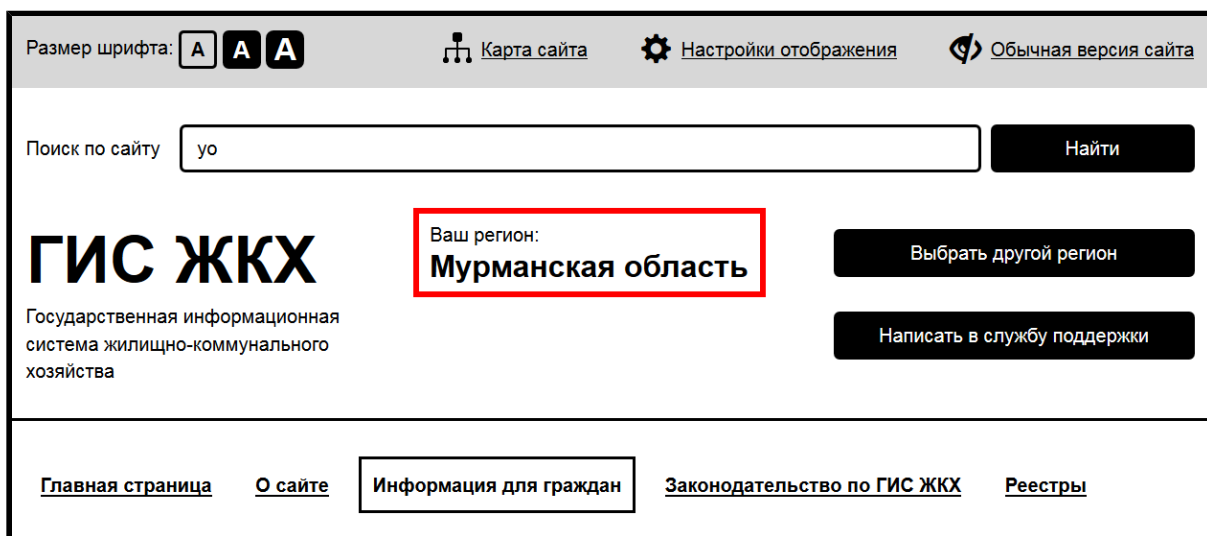 Размер шрифта: A A A
Карта сайта
Настройки отображения
Обычная версия сайта
Поиск по сайту
yo
Найти
ГИС ЖКХ
Государственная информационная
система жилищно-коммунального
хозяйства
Ваш регион:
Мурманская область
Выбрать другой регион
Написать в службу поддержки
Главная страница
О сайте
Информация для граждан
Законодательство по ГИС ЖКХ
Реестры